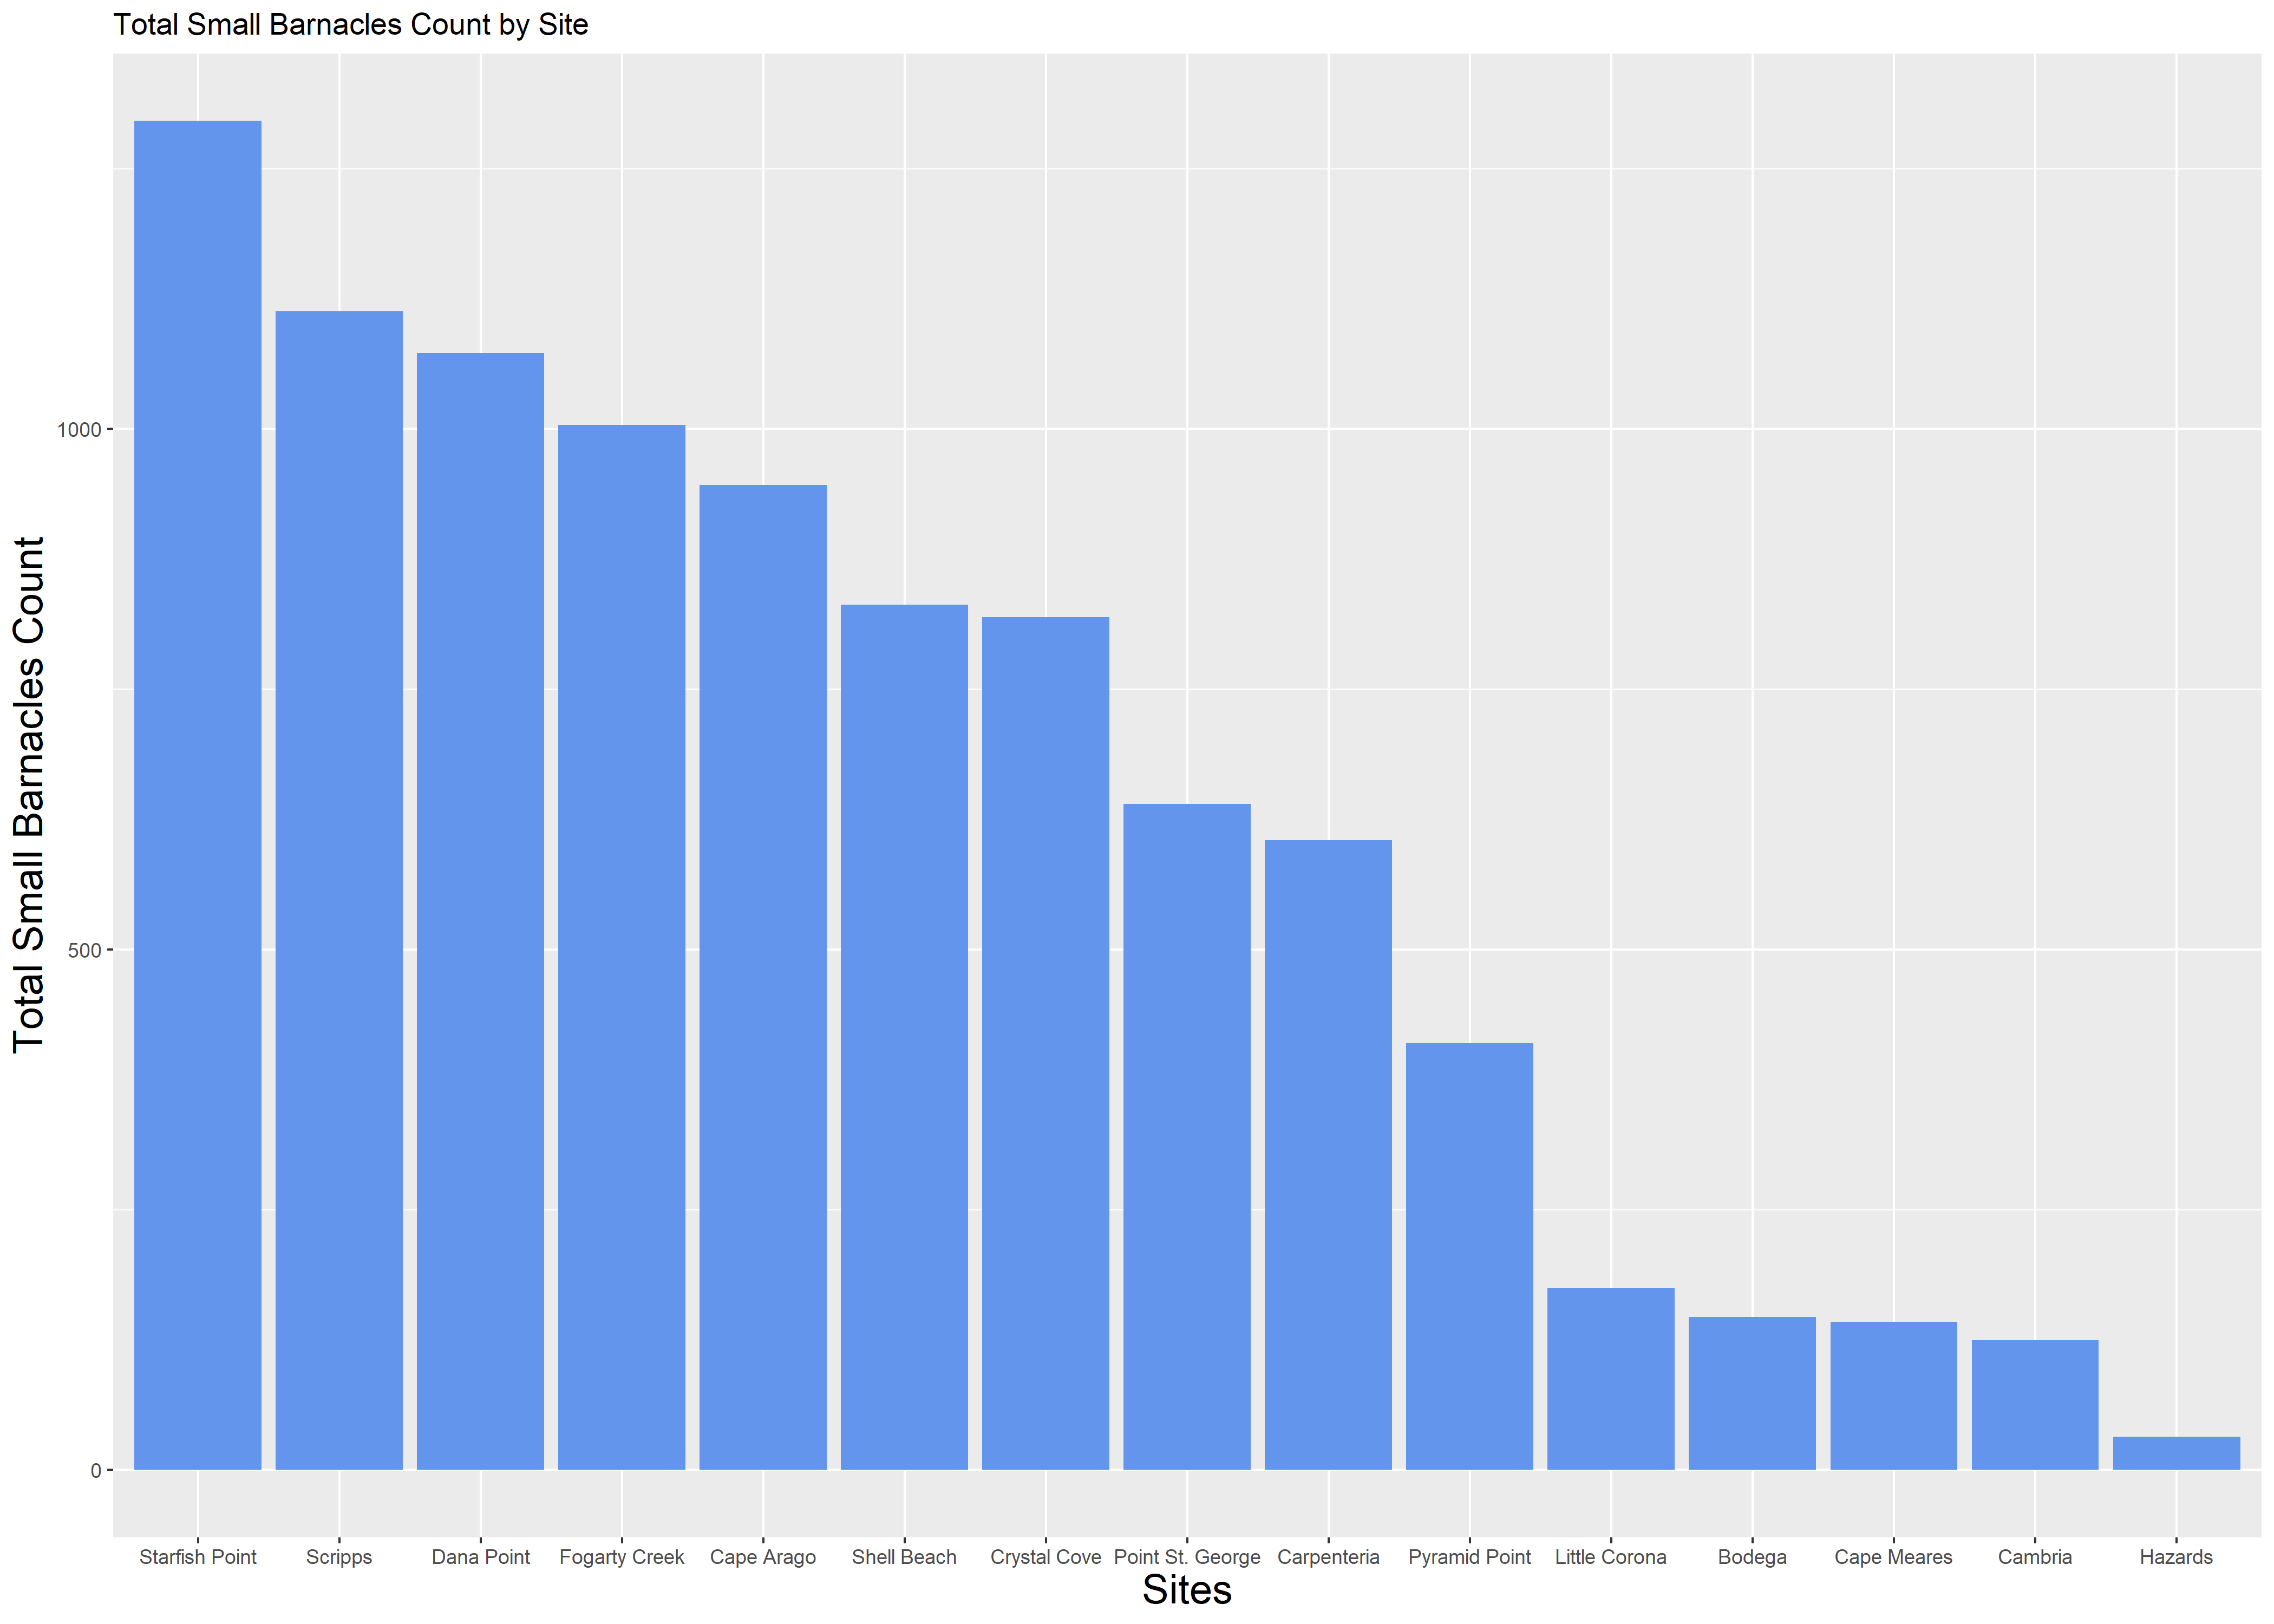 Total Small Barnacles Count by Site
Total Small Barnacles Count
1000
500
0
Starfish Point Scripps Dana Point Fogarty Creek Cape Arago Shell Beach Crystal Cove Point St. George Carpenteria Pyramid Point Little Corona Bodega Cape Meares Cambria Hazards
Sites